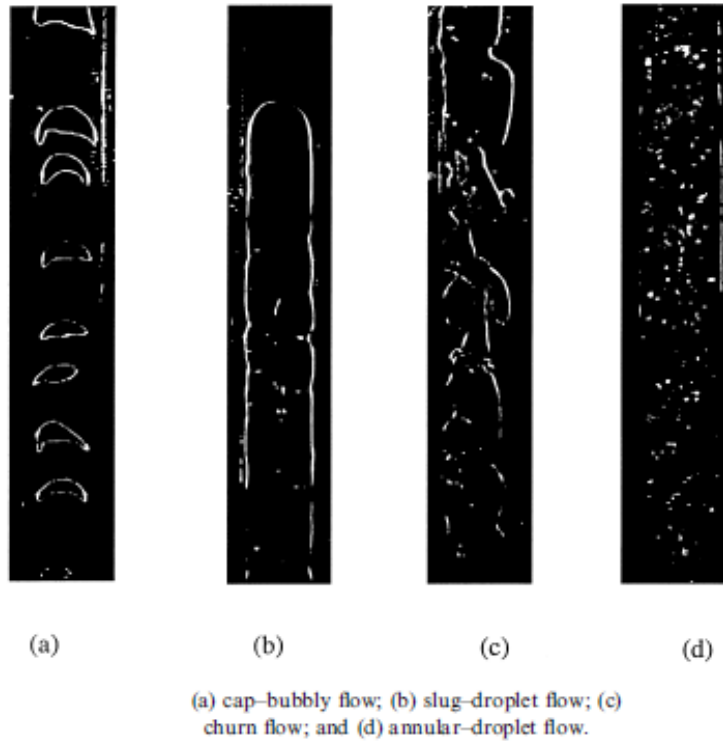 (a) (b) (c) (d)
(a) cap–bubbly flow; (b) slug–droplet flow; (c)
churn flow; and (d) annular–droplet flow.